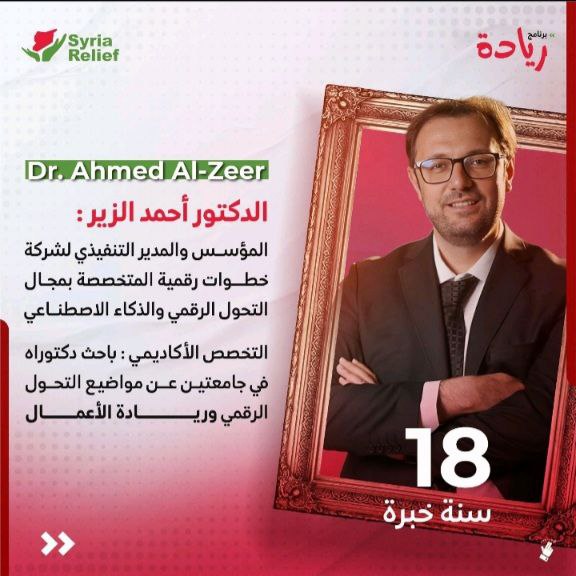 Syria
Relief
برنامج
ريادة
Dr. Ahmed Al-Zeer
الدكتور أحمد الزير :
المؤسس والمدير التنفيذي لشركة
خطوات رقمية المتخصصة بمجال
التحول الرقمي والذكاء الاصطناعي
التخصص الأكاديمي : باحث دكتوراه
في جامعتين عن مواضيع التحول
الرقمي وريادة الأعمال
18
سنة خبرة